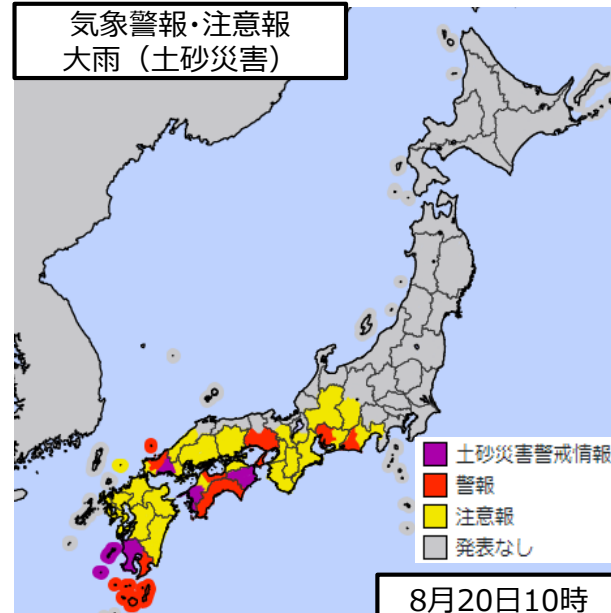 気象警報・注意報
大雨（土砂災害）
土砂災害警戒情報
警報
注意報
発表なし
8月20日10時